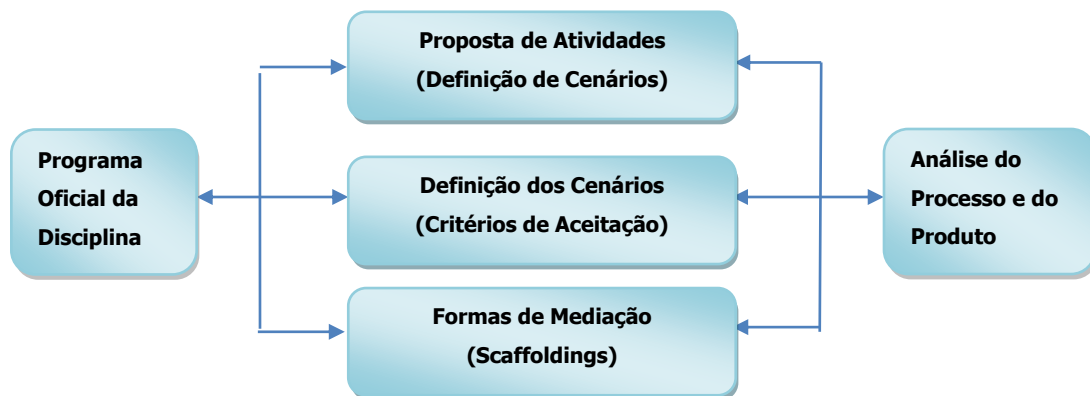 Proposta de Atividades
(Definição de Cenários)
Programa
Oficial da
Disciplina
Definição dos Cenários
(Critérios de Aceitação)
Análise do
Processo e do
Produto
Formas de Mediação
(Scaffoldings)